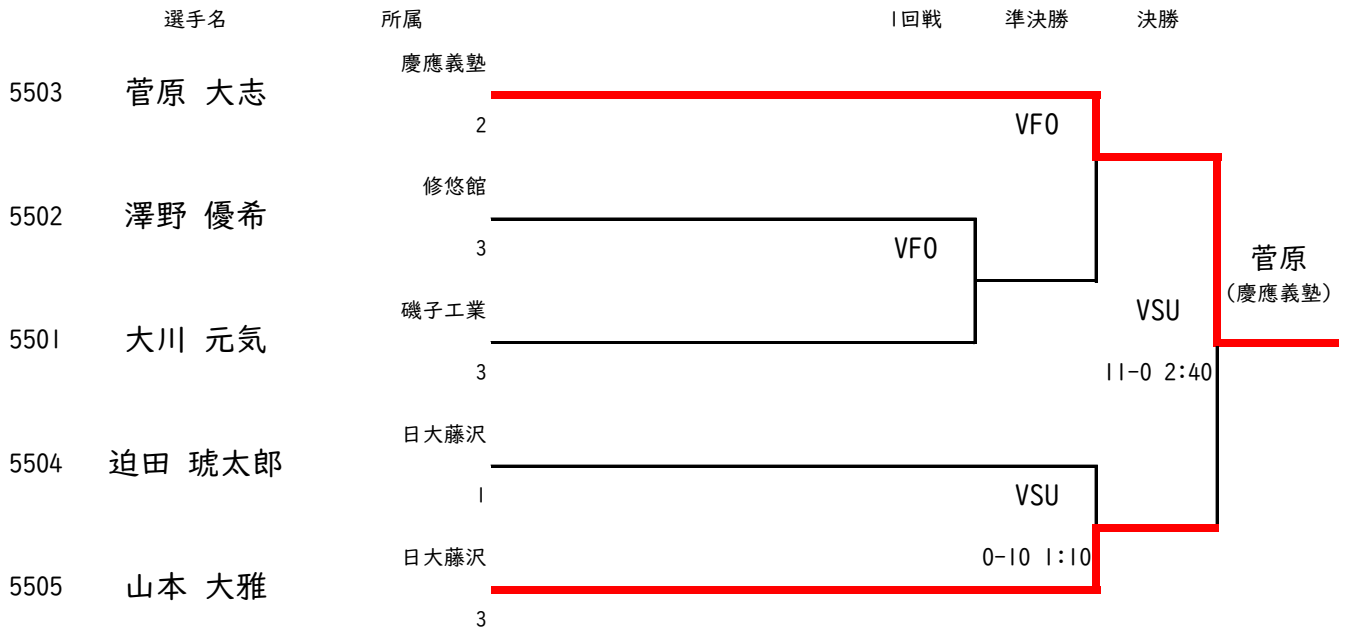 選手名 所属 1回戦 準決勝 決勝
慶應義塾
5503 菅原 大志
2 VFO
修悠館
5502 澤野 優希
3 VFO
菅原
(慶應義塾)
磯子工業 VSU
5501 大川 元気
3 11-0 2:40
日大藤沢
5504 迫田 琥太郎
1 VSU
日大藤沢 0-10 1:10
5505 山本 大雅
3